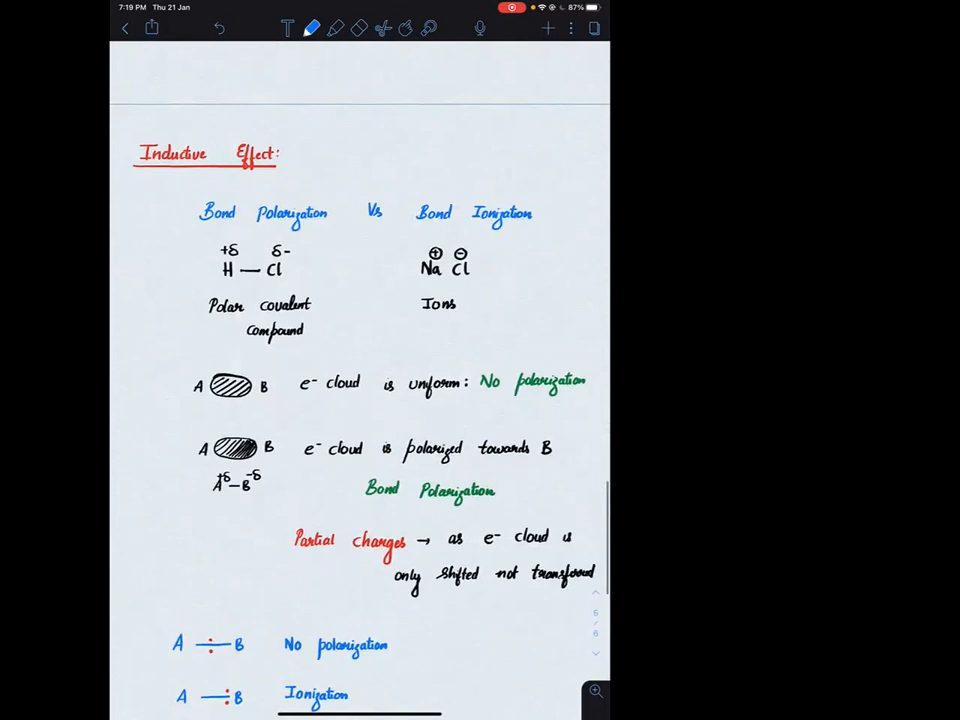 7:19 PM Thu 21 Jan
87%
Inductive Effect:
Bond Polarization Vs Bond Ionization
+δ δ- ⊕ ⊖
H — Cl Na Cl
Polar covalent Ions
compound
A B e⁻ cloud is uniform: No polarization
A B e⁻ cloud is polarized towards B
+δ -δ
A — B
Bond Polarization
Partial charges → as e⁻ cloud is
only shifted not
5
/
6
A — B No polarization
A — B Ionization